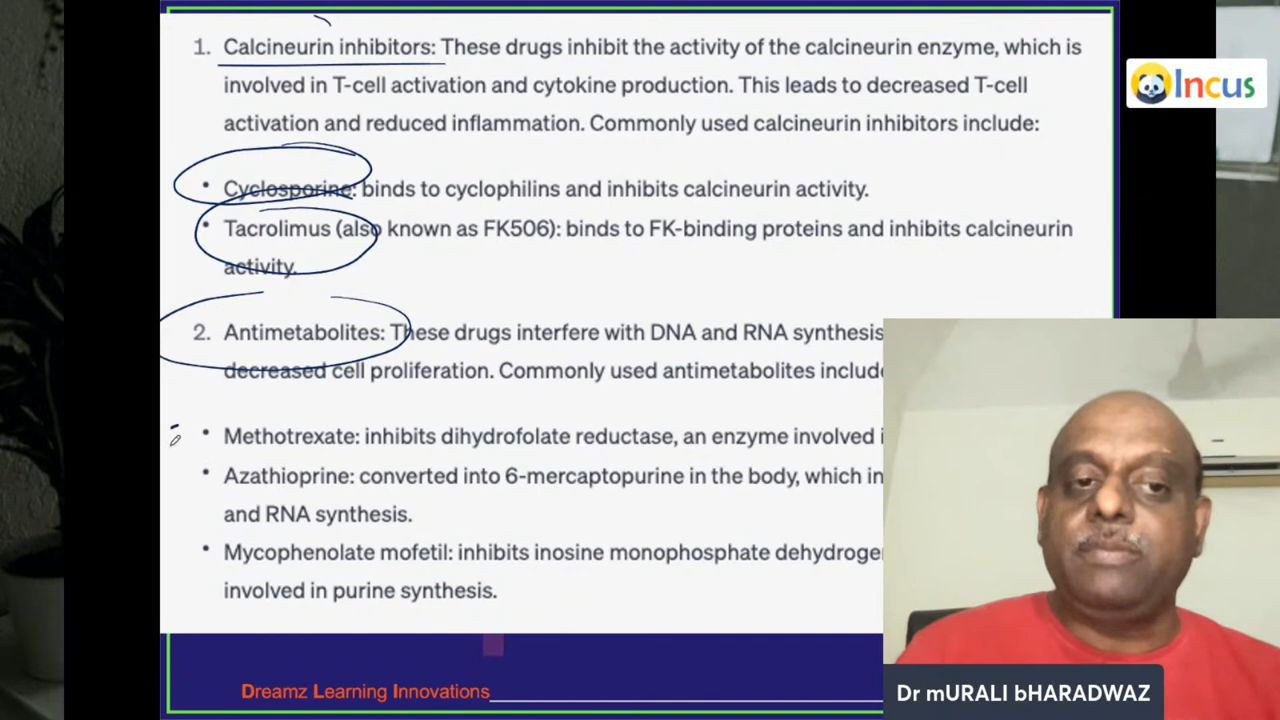 1. Calcineurin inhibitors: These drugs inhibit the activity of the calcineurin enzyme, which is
involved in T-cell activation and cytokine production. This leads to decreased T-cell
activation and reduced inflammation. Commonly used calcineurin inhibitors include:
Incus
• Cyclosporine: binds to cyclophilins and inhibits calcineurin activity.
• Tacrolimus (also known as FK506): binds to FK-binding proteins and inhibits calcineurin
activity.
2. Antimetabolites: These drugs interfere with DNA and RNA synthesis
decreased cell proliferation. Commonly used antimetabolites include
• Methotrexate: inhibits dihydrofolate reductase, an enzyme involved i
• Azathioprine: converted into 6-mercaptopurine in the body, which in
and RNA synthesis.
• Mycophenolate mofetil: inhibits inosine monophosphate dehydroge
involved in purine synthesis.
Dreamz Learning Innovations
Dr mURALI bHARADWAZ